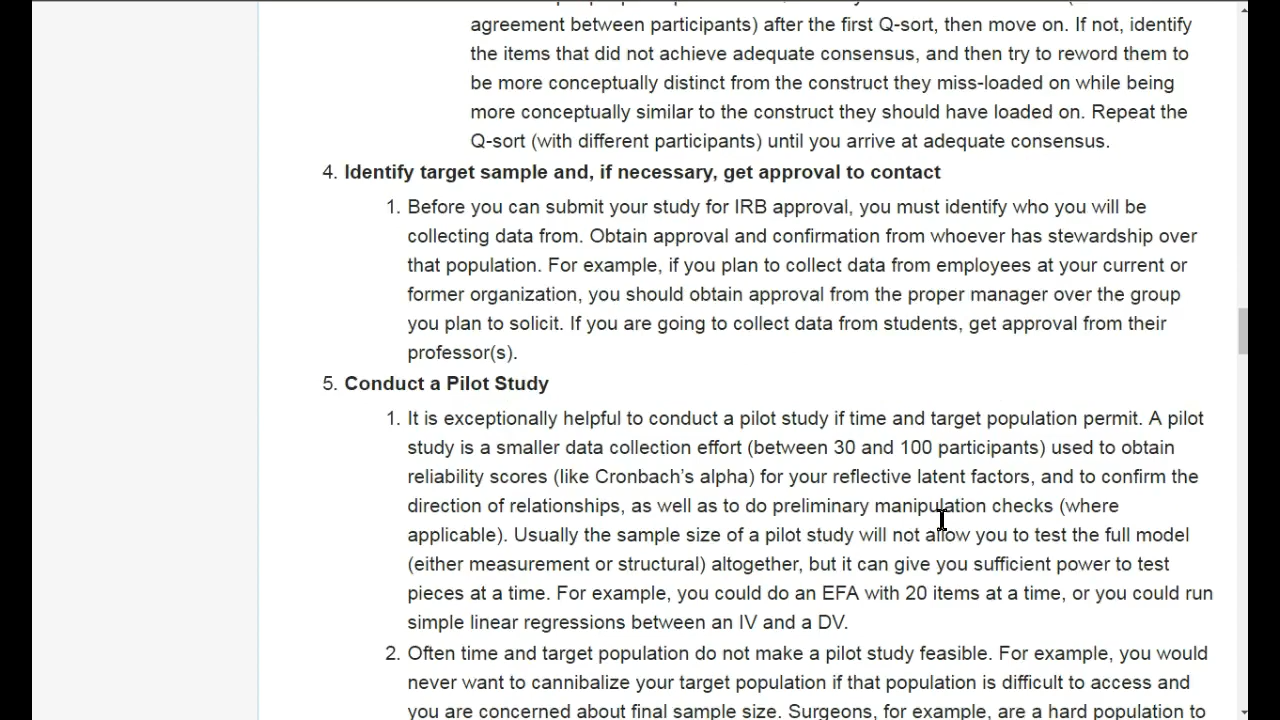 agreement between participants) after the first Q-sort, then move on. If not, identify
the items that did not achieve adequate consensus, and then try to reword them to
be more conceptually distinct from the construct they miss-loaded on while being
more conceptually similar to the construct they should have loaded on. Repeat the
Q-sort (with different participants) until you arrive at adequate consensus.
4. Identify target sample and, if necessary, get approval to contact
1. Before you can submit your study for IRB approval, you must identify who you will be
collecting data from. Obtain approval and confirmation from whoever has stewardship over
that population. For example, if you plan to collect data from employees at your current or
former organization, you should obtain approval from the proper manager over the group
you plan to solicit. If you are going to collect data from students, get approval from their
professor(s).
5. Conduct a Pilot Study
1. It is exceptionally helpful to conduct a pilot study if time and target population permit. A pilot
study is a smaller data collection effort (between 30 and 100 participants) used to obtain
reliability scores (like Cronbach’s alpha) for your reflective latent factors, and to confirm the
direction of relationships, as well as to do preliminary manipulation checks (where
applicable). Usually the sample size of a pilot study will not allow you to test the full model
(either measurement or structural) altogether, but it can give you sufficient power to test
pieces at a time. For example, you could do an EFA with 20 items at a time, or you could run
simple linear regressions between an IV and a DV.
2. Often time and target population do not make a pilot study feasible. For example, you would
never want to cannibalize your target population if that population is difficult to access and
you are concerned about final sample size. Surgeons, for example, are a hard population to